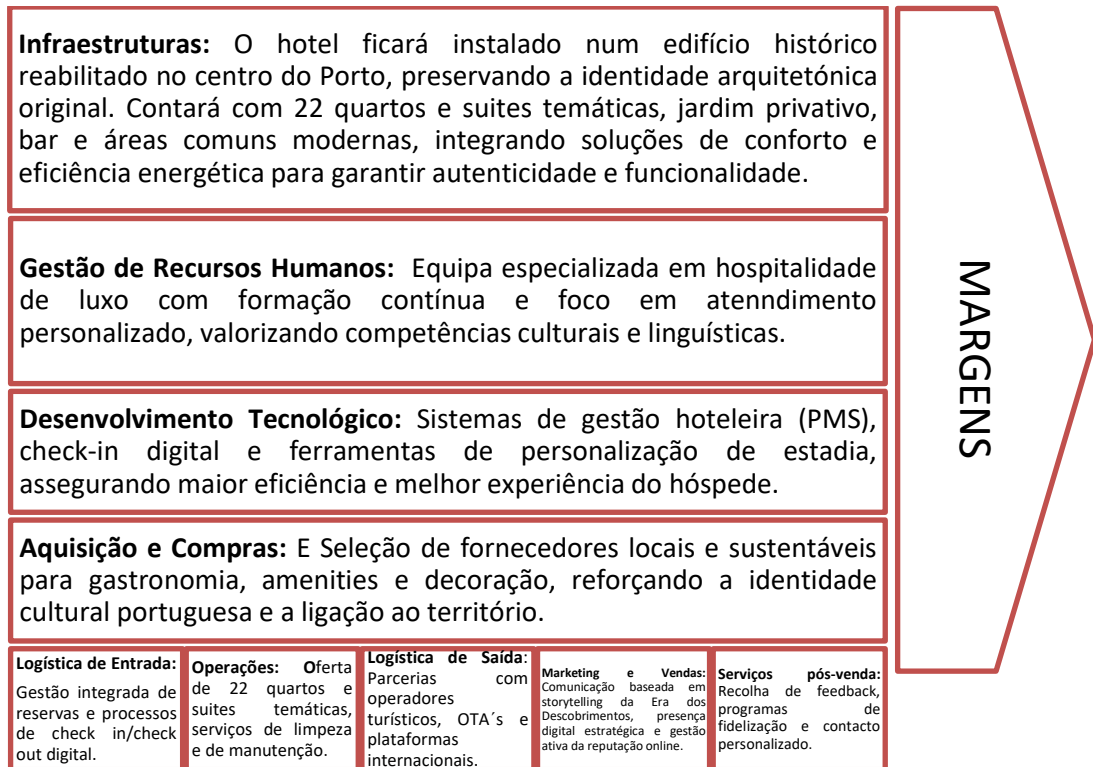 Infraestruturas: O hotel ficará instalado num edifício histórico
reabilitado no centro do Porto, preservando a identidade arquitetónica
original. Contará com 22 quartos e suites temáticas, jardim privativo,
bar e áreas comuns modernas, integrando soluções de conforto e
eficiência energética para garantir autenticidade e funcionalidade.
Gestão de Recursos Humanos: Equipa especializada em hospitalidade
de luxo com formação contínua e foco em atenndimento
personalizado, valorizando competências culturais e linguísticas.
Desenvolvimento Tecnológico: Sistemas de gestão hoteleira (PMS),
check-in digital e ferramentas de personalização de estadia,
assegurando maior eficiência e melhor experiência do hóspede.
Aquisição e Compras: E Seleção de fornecedores locais e sustentáveis
para gastronomia, amenities e decoração, reforçando a identidade
cultural portuguesa e a ligação ao território.
Logística de Entrada:
Gestão integrada de
reservas e processos
de check in/check
out digital.
Operações: Oferta
de 22 quartos e
suites temáticas,
serviços de limpeza
e de manutenção.
Logística de Saída:
Parcerias com
operadores
turísticos, OTA´s e
plataformas
internacionais.
Marketing e Vendas:
Comunicação baseada em
storytelling da Era dos
Descobrimentos, presença
digital estratégica e gestão
ativa da reputação online.
Serviços pós-venda:
Recolha de feedback,
programas de
fidelização e contacto
personalizado.
MARGENS